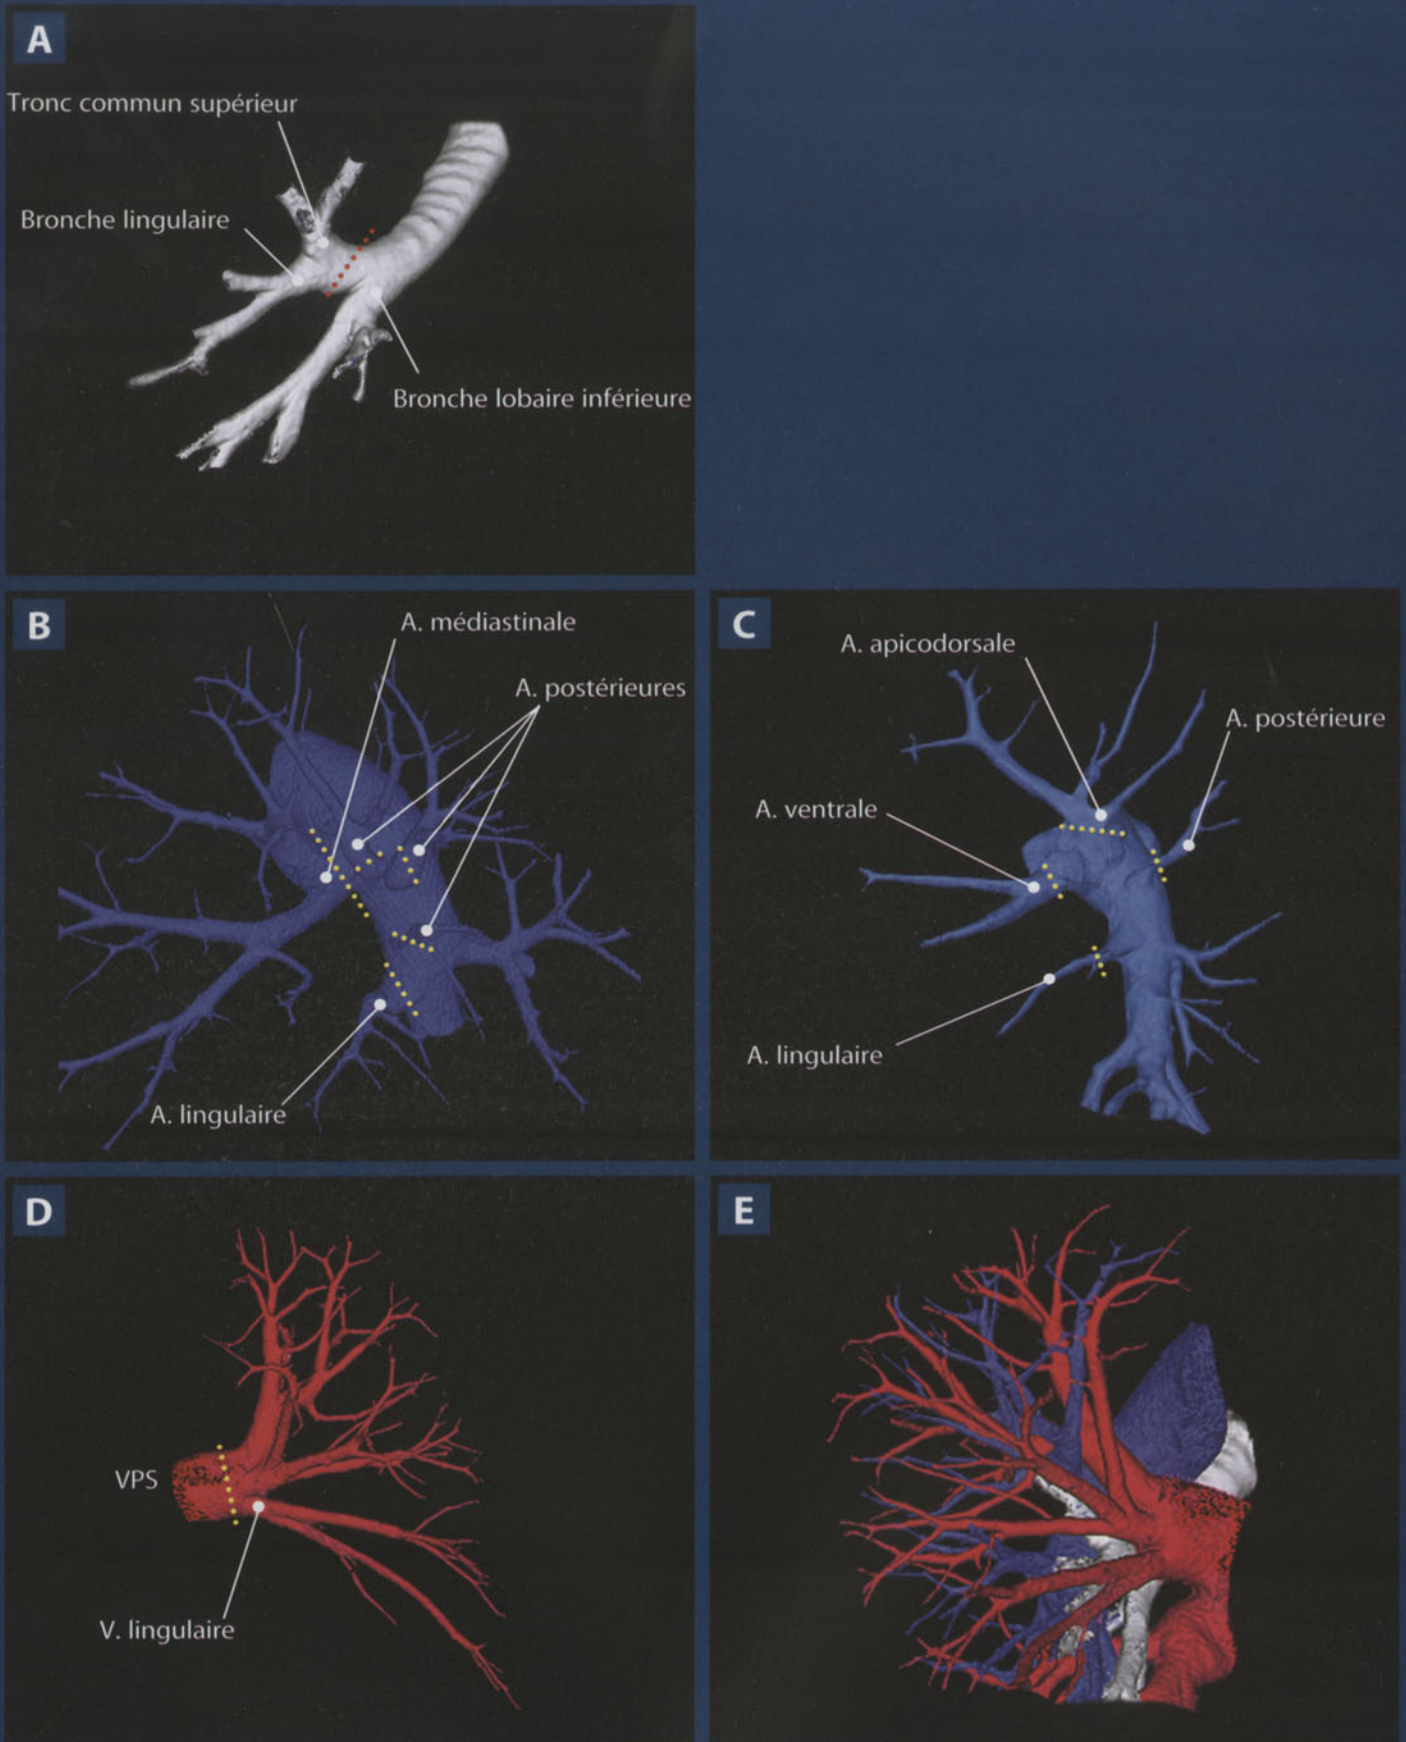 A
Tronc commun supérieur
Bronche lingulaire
Bronche lobaire inférieure
B
A. médiastinale
A. postérieures
A. lingulaire
C
A. apicodorsale
A. postérieure
A. ventrale
A. lingulaire
D
VPS
V. lingulaire
E